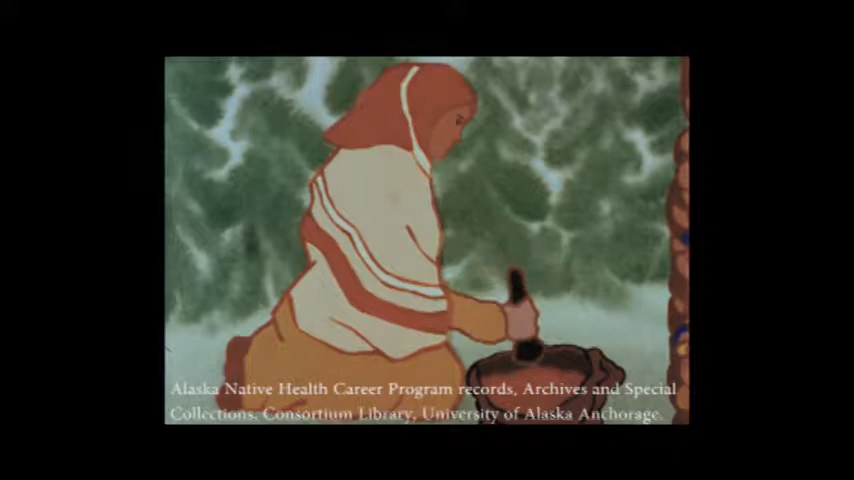 Alaska Native Health Career Program records, Archives and Special
Collections, Consortium Library, University of Alaska Anchorage.